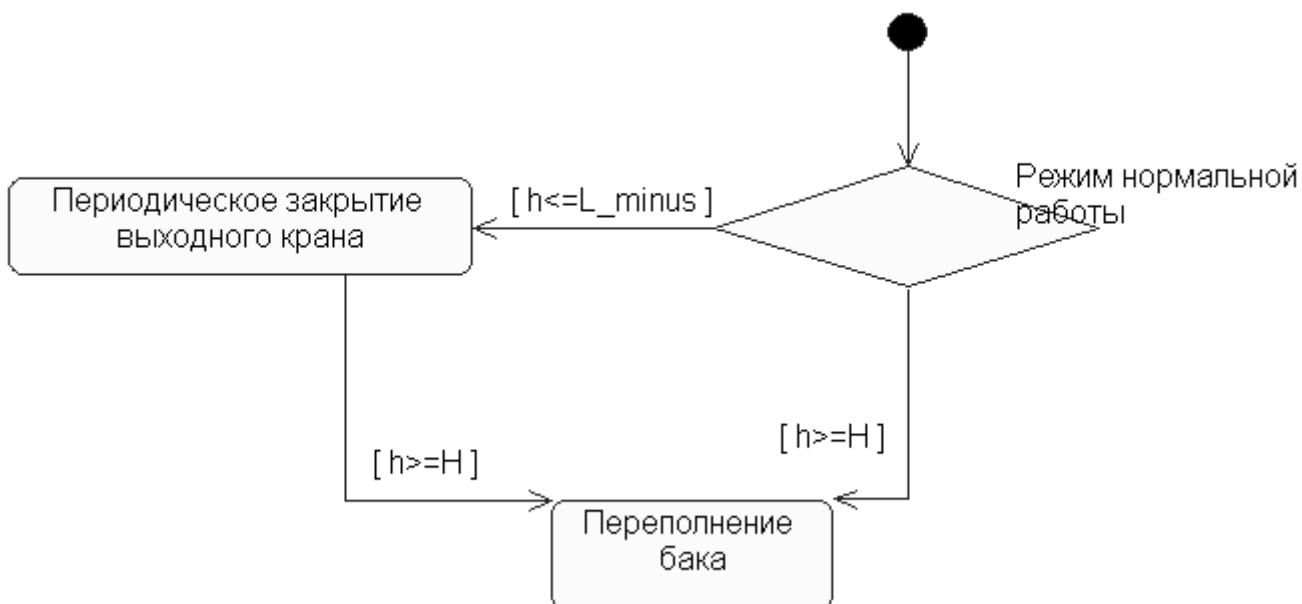 Режим нормальной
работы
Периодическое закрытие
выходного крана
[ h<=L_minus ]
[ h>=H ]
[ h>=H ]
Переполнение
бака